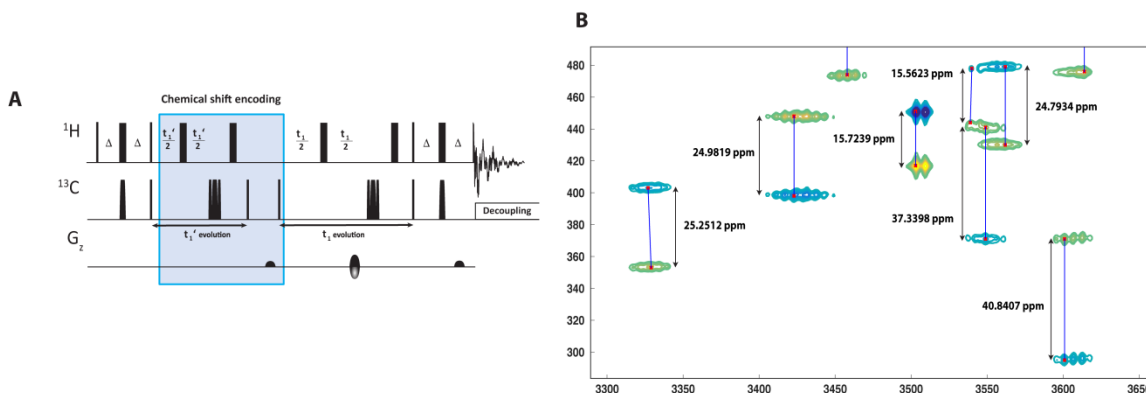 A
Chemical shift encoding
¹H
Δ
Δ
t₁′
2
t₁′
2
t₁
2
t₁
2
Δ
Δ
¹³C
Decoupling
t₁′ evolution
t₁ evolution
G_z
B
480
460
440
420
400
380
360
340
320
300
3300
3350
3400
3450
3500
3550
3600
3650
15.5623 ppm
24.7934 ppm
24.9819 ppm
15.7239 ppm
37.3398 ppm
25.2512 ppm
40.8407 ppm